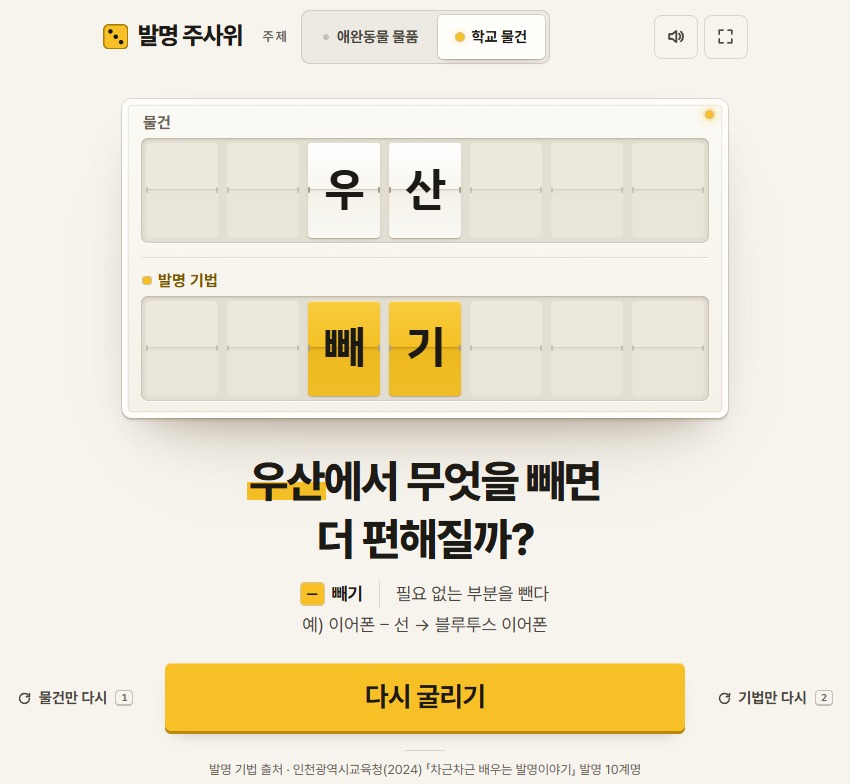 발명 주사위 주제 애완동물 물품 학교 물건
물건
우산
발명 기법
빼기
우산에서 무엇을 빼면
더 편해질까?
− 빼기 필요 없는 부분을 뺀다
예) 이어폰 − 선 → 블루투스 이어폰
물건만 다시 1 다시 굴리기 기법만 다시 2
발명 기법 출처 · 인천광역시교육청(2024) 「차근차근 배우는 발명이야기」 발명 10계명